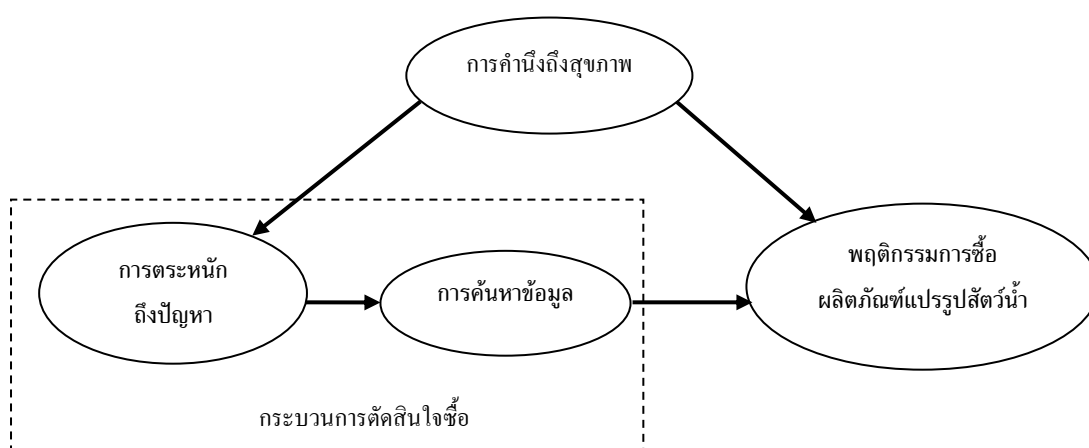 การคำนึงถึงสุขภาพ
การตระหนัก
ถึงปัญหา
การค้นหาข้อมูล
พฤติกรรมการซื้อ
ผลิตภัณฑ์แปรรูปสัตว์น้ำ
กระบวนการตัดสินใจซื้อ